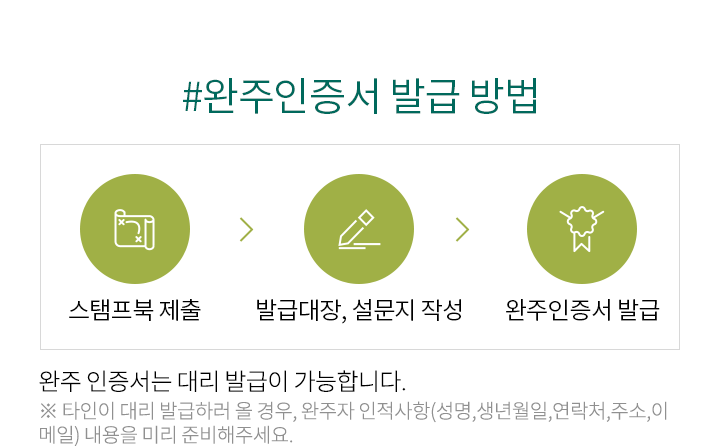 #완주인증서 발급 방법
스탬프북 제출
발급대장, 설문지 작성
완주인증서 발급
완주 인증서는 대리 발급이 가능합니다.
※ 타인이 대리 발급하러 올 경우, 완주자 인적사항(성명,생년월일,연락처,주소,이
메일) 내용을 미리 준비해주세요.